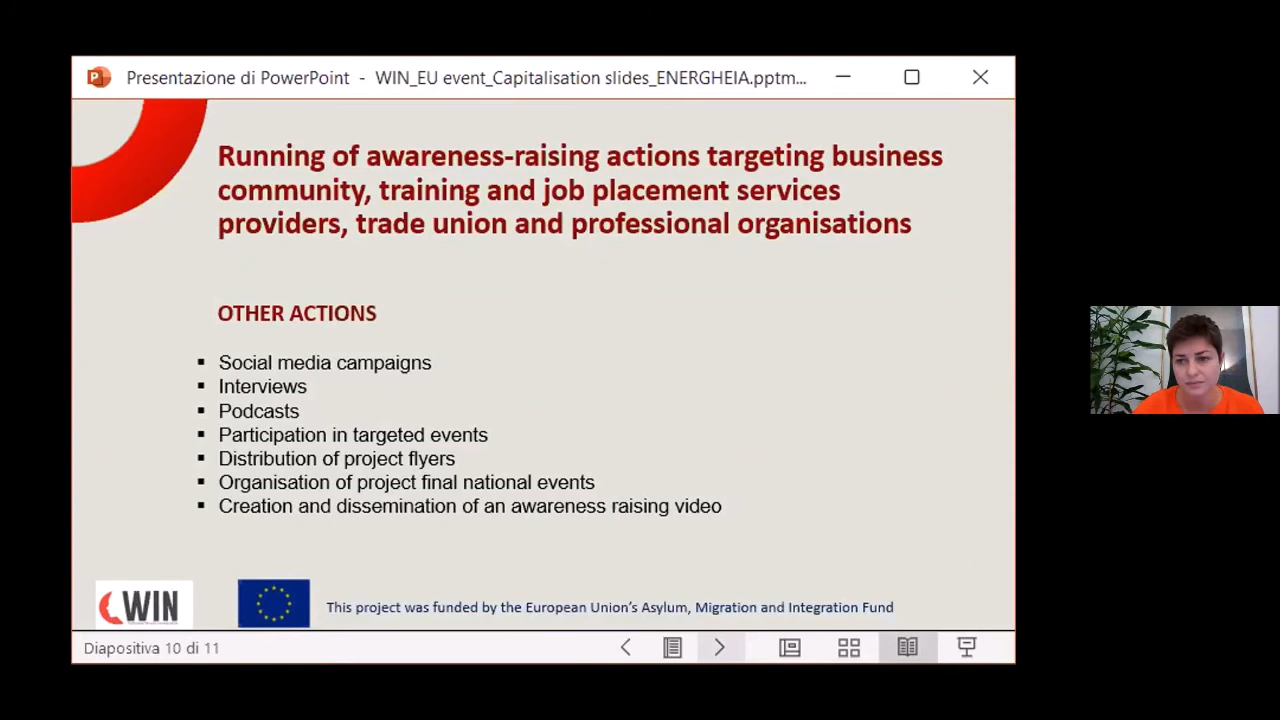 Presentazione di PowerPoint - WIN_EU event_Capitalisation slides_ENERGHEIA.pptm...
Running of awareness-raising actions targeting business
community, training and job placement services
providers, trade union and professional organisations
OTHER ACTIONS
▪ Social media campaigns
▪ Interviews
▪ Podcasts
▪ Participation in targeted events
▪ Distribution of project flyers
▪ Organisation of project final national events
▪ Creation and dissemination of an awareness raising video
WIN
This project was funded by the European Union's Asylum, Migration and Integration Fund
Diapositiva 10 di 11